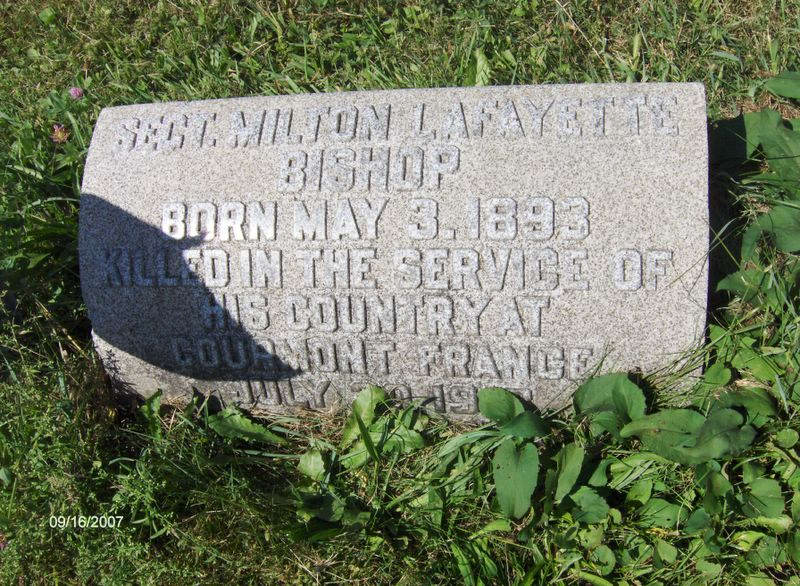 SEGT. MILTON LAFAYETTE
BISHOP
BORN MAY 3. 1893
KILLED IN THE SERVICE OF
HIS COUNTRY AT
COURMONT FRANCE
JULY
09/16/2007